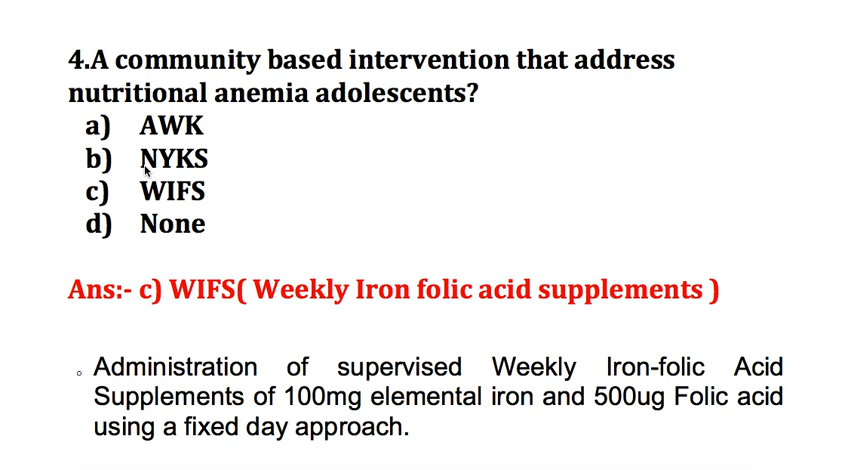 4.A community based intervention that address
nutritional anemia adolescents?
a) AWK
b) NYKS
c) WIFS
d) None
Ans:- c) WIFS( Weekly Iron folic acid supplements )
◦ Administration of supervised Weekly Iron-folic Acid
Supplements of 100mg elemental iron and 500ug Folic acid
using a fixed day approach.